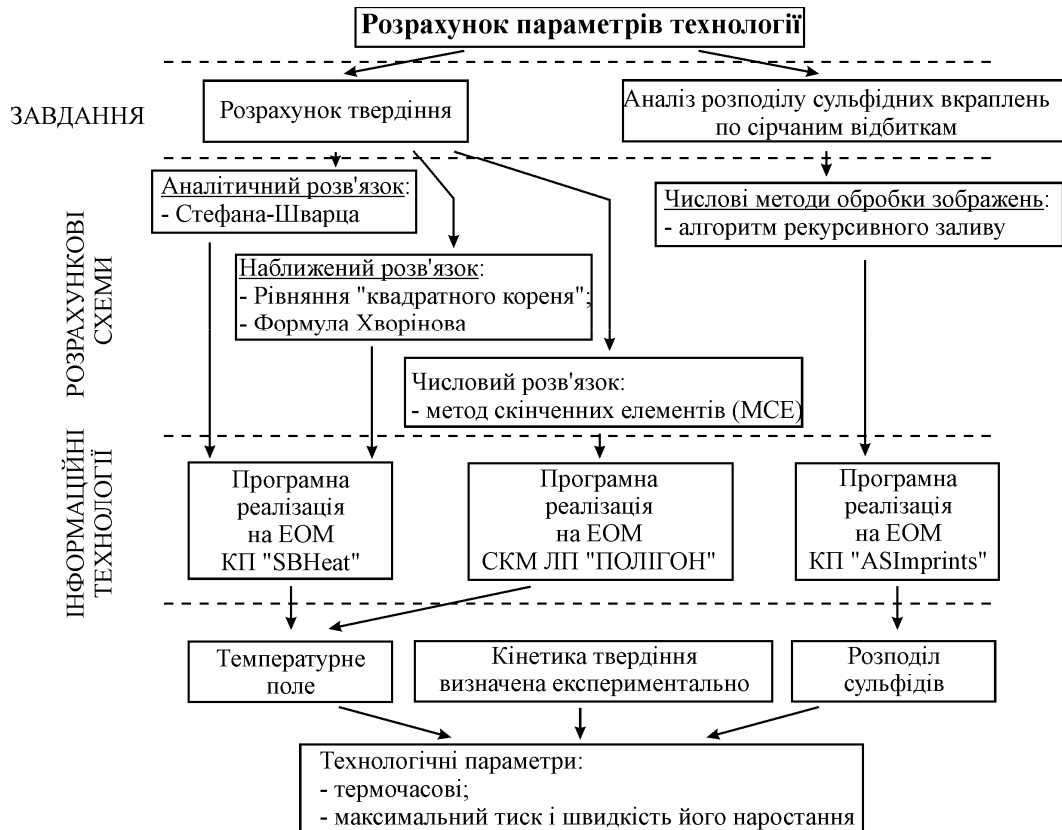 Розрахунок параметрів технології
ЗАВДАННЯ
Розрахунок твердіння
Аналіз розподілу сульфідних вкраплень
по сірчаним відбиткам
РОЗРАХУНКОВІ
СХЕМИ
Аналітичний розв'язок:
- Стефана-Шварца
Числові методи обробки зображень:
- алгоритм рекурсивного заливу
Наближений розв'язок:
- Рівняння "квадратного кореня";
- Формула Хворінова
Числовий розв'язок:
- метод скінченних елементів (МСЕ)
ІНФОРМАЦІЙНІ
ТЕХНОЛОГІЇ
Програмна
реалізація
на ЕОМ
КП "SBHeat"
Програмна
реалізація
на ЕОМ
СКМ ЛП "ПОЛІГОН"
Програмна
реалізація
на ЕОМ
КП "ASImprints"
Температурне
поле
Кінетика твердіння
визначена експериментально
Розподіл
сульфідів
Технологічні параметри:
- термочасові;
- максимальний тиск і швидкість його наростання